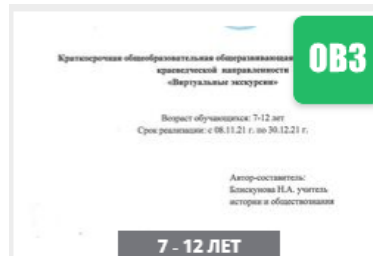 Краткосрочная общеобразовательная общеразвивающая
ОВЗ
краеведческой направленности
«Виртуальные экскурсии»
Возраст обучающихся: 7-12 лет
Срок реализации: с 08.11.21 г. по 30.12.21 г.
Автор-составитель:
Н.А. учитель
истории и обществознания
7 - 12 ЛЕТ